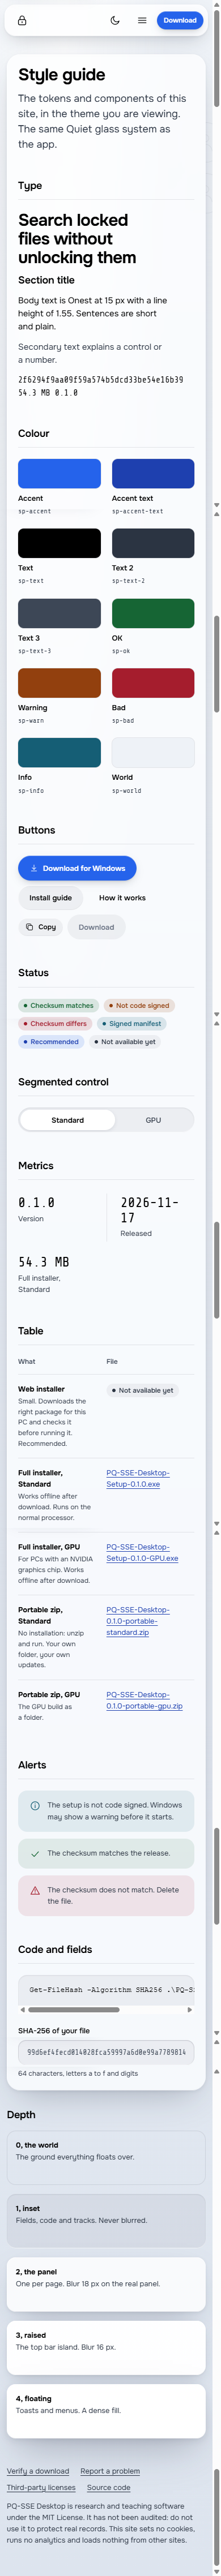 Download
Style guide
The tokens and components of this
site, in the theme you are viewing.
The same Quiet glass system as
the app.
Type
Search locked
files without
unlocking them
Section title
Body text is Onest at 15 px with a line
height of 1.55. Sentences are short
and plain.
Secondary text explains a control or
a number.
2f6294f9aa09f59a574b5dcd33be54e16b39
54.3 MB 0.1.0
Colour
Accent
sp-accent
Accent text
sp-accent-text
Text
sp-text
Text 2
sp-text-2
Text 3
sp-text-3
OK
sp-ok
Warning
sp-warn
Bad
sp-bad
Info
sp-info
World
sp-world
Buttons
Download for Windows
Install guide
How it works
Copy
Download
Status
Checksum matches
Not code signed
Checksum differs
Signed manifest
Recommended
Not available yet
Segmented control
Standard
GPU
Metrics
0.1.0
Version
2026-11-
17
Released
54.3 MB
Full installer,
Standard
Table
What
File
Web installer
Small. Downloads the
right package for this
PC and checks it
before running it.
Recommended.
Not available yet
Full installer,
Standard
Works offline after
download. Runs on the
normal processor.
PQ-SSE-Desktop-
Setup-0.1.0.exe
Full installer, GPU
For PCs with an NVIDIA
graphics chip. Works
offline after download.
PQ-SSE-Desktop-
Setup-0.1.0-GPU.exe
Portable zip,
Standard
No installation: unzip
and run. Your own
folder, your own
updates.
PQ-SSE-Desktop-
0.1.0-portable-
standard.zip
Portable zip, GPU
The GPU build as
a folder.
PQ-SSE-Desktop-
0.1.0-portable-gpu.zip
Alerts
The setup is not code signed. Windows
may show a warning before it starts.
The checksum matches the release.
The checksum does not match. Delete
the file.
Code and fields
Get-FileHash -Algorithm SHA256 .\PQ-S
SHA-256 of your file
99d6ef4fecd014028fca59997a6d0e99a7789814
64 characters, letters a to f and digits
Depth
0, the world
The ground everything floats over.
1, inset
Fields, code and tracks. Never blurred.
2, the panel
One per page. Blur 18 px on the real panel.
3, raised
The top bar island. Blur 16 px.
4, floating
Toasts and menus. A dense fill.
Verify a download
Report a problem
Third-party licenses
Source code
PQ-SSE Desktop is research and teaching software
under the MIT License. It has not been audited: do not
use it to protect real records. This site sets no cookies,
runs no analytics and loads nothing from other sites.